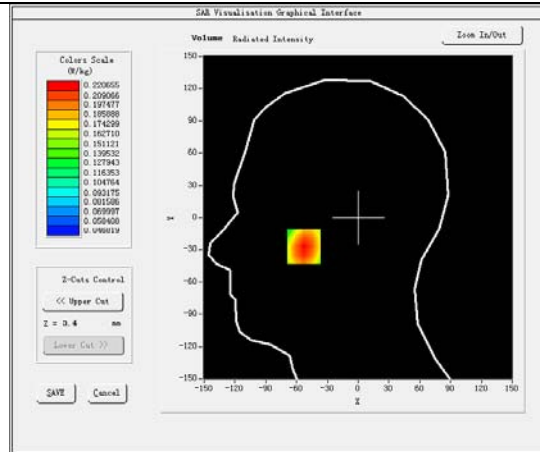 SAR Visualisation Graphical Interface
Volume Radiated Intensity
Zoom In/Out
Colors Scale
(W/kg)
0.220655
0.209066
0.197477
0.185888
0.174299
0.162710
0.151121
0.139532
0.127943
0.116353
0.104764
0.093175
0.081586
0.069997
0.058408
0.046819
150
120
90
60
30
0
-30
-60
-90
-120
-150
Y
-150 -120 -90 -60 -30 0 30 60 90 120 150
X
Z-Cuts Control
<< Upper Cut
Z = 3.4 mm
Lower Cut >>
SAVE Cancel